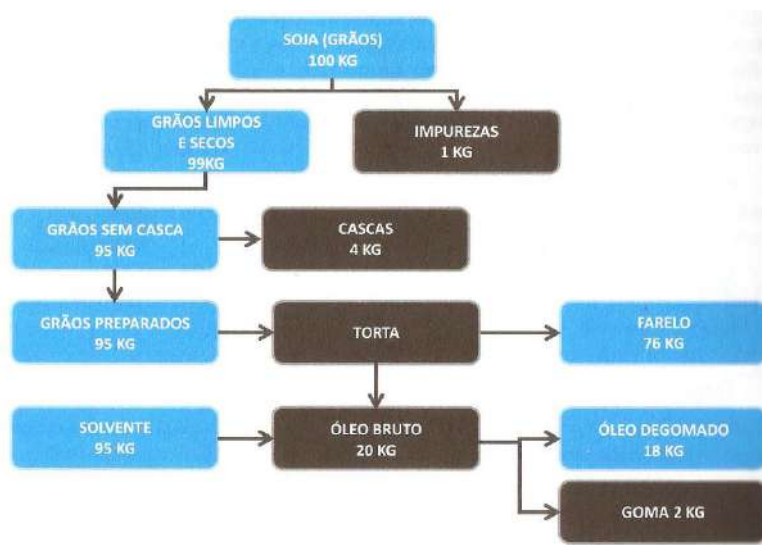 SOJA (GRÃOS)
100 KG
GRÃOS LIMPOS
E SECOS
99KG
IMPUREZAS
1 KG
GRÃOS SEM CASCA
95 KG
CASCAS
4 KG
GRÃOS PREPARADOS
95 KG
TORTA
FARELO
76 KG
SOLVENTE
95 KG
ÓLEO BRUTO
20 KG
ÓLEO DEGOMADO
18 KG
GOMA 2 KG